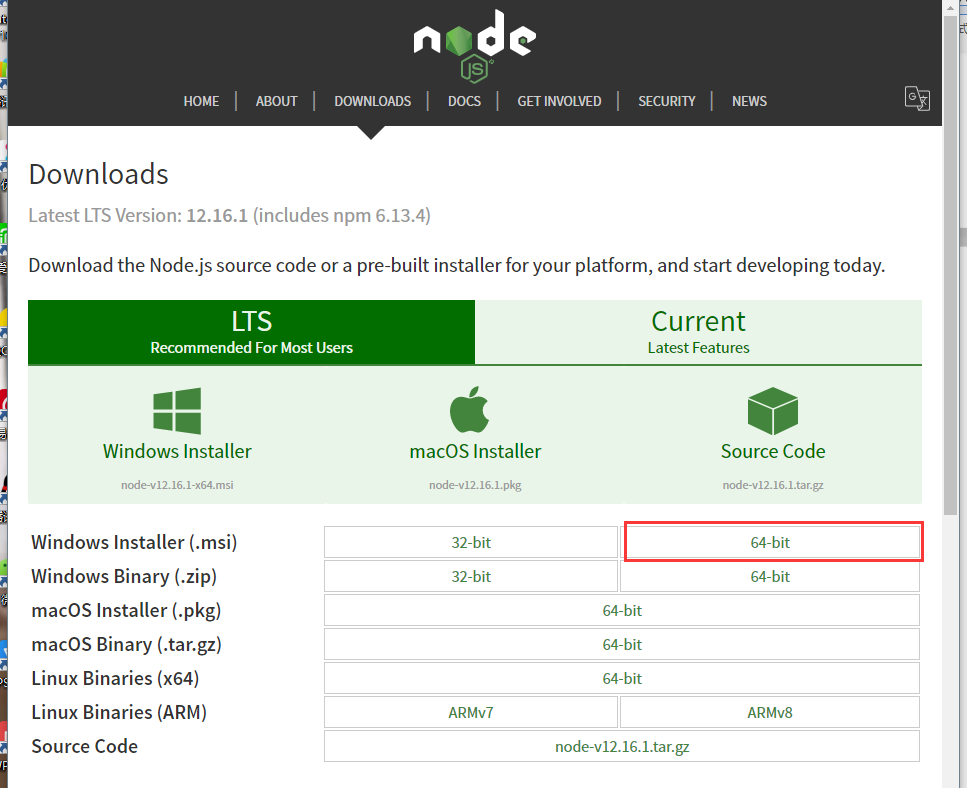 node
JS
HOME | ABOUT | DOWNLOADS | DOCS | GET INVOLVED | SECURITY | NEWS
Downloads
Latest LTS Version: 12.16.1 (includes npm 6.13.4)
Download the Node.js source code or a pre-built installer for your platform, and start developing today.
LTS
Recommended For Most Users
Current
Latest Features
Windows Installer
node-v12.16.1-x64.msi
macOS Installer
node-v12.16.1.pkg
Source Code
node-v12.16.1.tar.gz
Windows Installer (.msi) 32-bit 64-bit
Windows Binary (.zip) 32-bit 64-bit
macOS Installer (.pkg) 64-bit
macOS Binary (.tar.gz) 64-bit
Linux Binaries (x64) 64-bit
Linux Binaries (ARM) ARMv7 ARMv8
Source Code node-v12.16.1.tar.gz